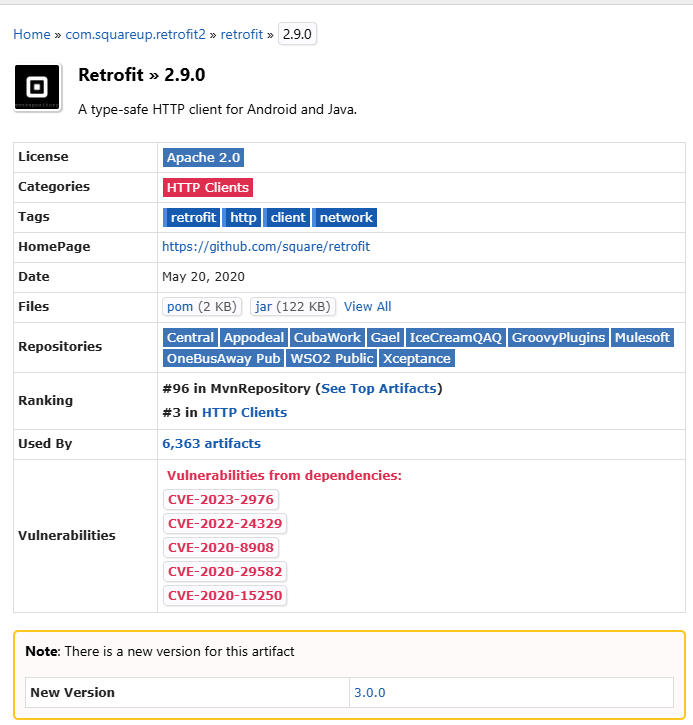 Home » com.squareup.retrofit2 » retrofit » 2.9.0
Retrofit » 2.9.0
A type-safe HTTP client for Android and Java.
License Apache 2.0
Categories HTTP Clients
Tags retrofit http client network
HomePage https://github.com/square/retrofit
Date May 20, 2020
Files pom (2 KB) jar (122 KB) View All
Repositories Central Appodeal CubaWork Gael IceCreamQAQ GroovyPlugins Mulesoft
OneBusAway Pub WSO2 Public Xceptance
Ranking #96 in MvnRepository (See Top Artifacts)
#3 in HTTP Clients
Used By 6,363 artifacts
Vulnerabilities Vulnerabilities from dependencies:
CVE-2023-2976
CVE-2022-24329
CVE-2020-8908
CVE-2020-29582
CVE-2020-15250
Note: There is a new version for this artifact
New Version 3.0.0